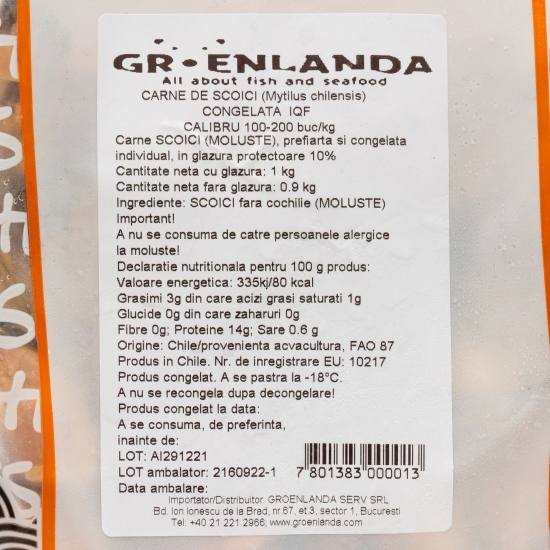 GROENLANDA
All about fish and seafood
CARNE DE SCOICI (Mytilus chilensis)
CONGELATA IQF
CALIBRU 100-200 buc/kg
Carne SCOICI (MOLUSTE), prefiarta si congelata
individual, in glazura protectoare 10%
Cantitate neta cu glazura: 1 kg
Cantitate neta fara glazura: 0.9 kg
Ingrediente: SCOICI fara cochilie (MOLUSTE)
Important!
A nu se consuma de catre persoanele alergice
la moluste!
Declaratie nutritionala pentru 100 g produs:
Valoare energetica: 335kj/80 kcal
Grasimi 3g din care acizi grasi saturati 1g
Glucide 0g din care zaharuri 0g
Fibre 0g; Proteine 14g; Sare 0.6 g
Origine: Chile/provenienta acvacultura, FAO 87
Produs in Chile. Nr. de inregistrare EU: 10217
Produs congelat. A se pastra la -18°C.
A nu se recongela dupa decongelare!
Produs congelat la data:
A se consuma, de preferinta,
inainte de:
LOT: AI291221
LOT ambalator: 2160922-1
7 801383 000013
Data ambalare:
Importator/Distribuitor: GROENLANDA SERV SRL
Bd. Ion Ionescu de la Brad, nr.67, et.3, sector 1, Bucuresti
Tel: +40 21 221 2966; www.groenlanda.com